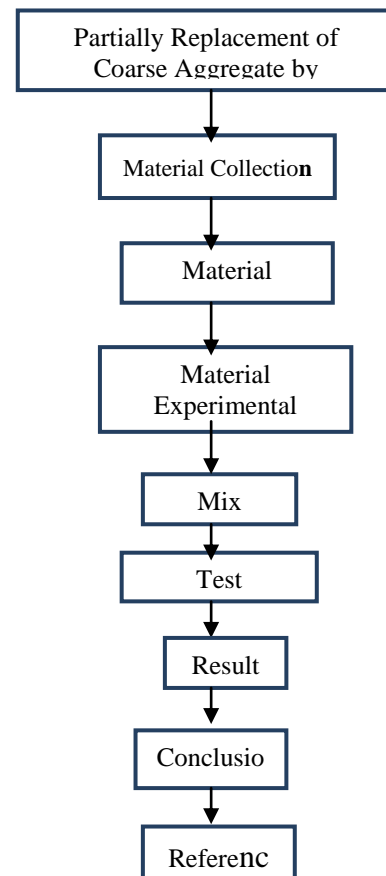 Partially Replacement of
Coarse Aggregate by
Material Collection
Material
Material
Experimental
Mix
Test
Result
Conclusio
Referenc